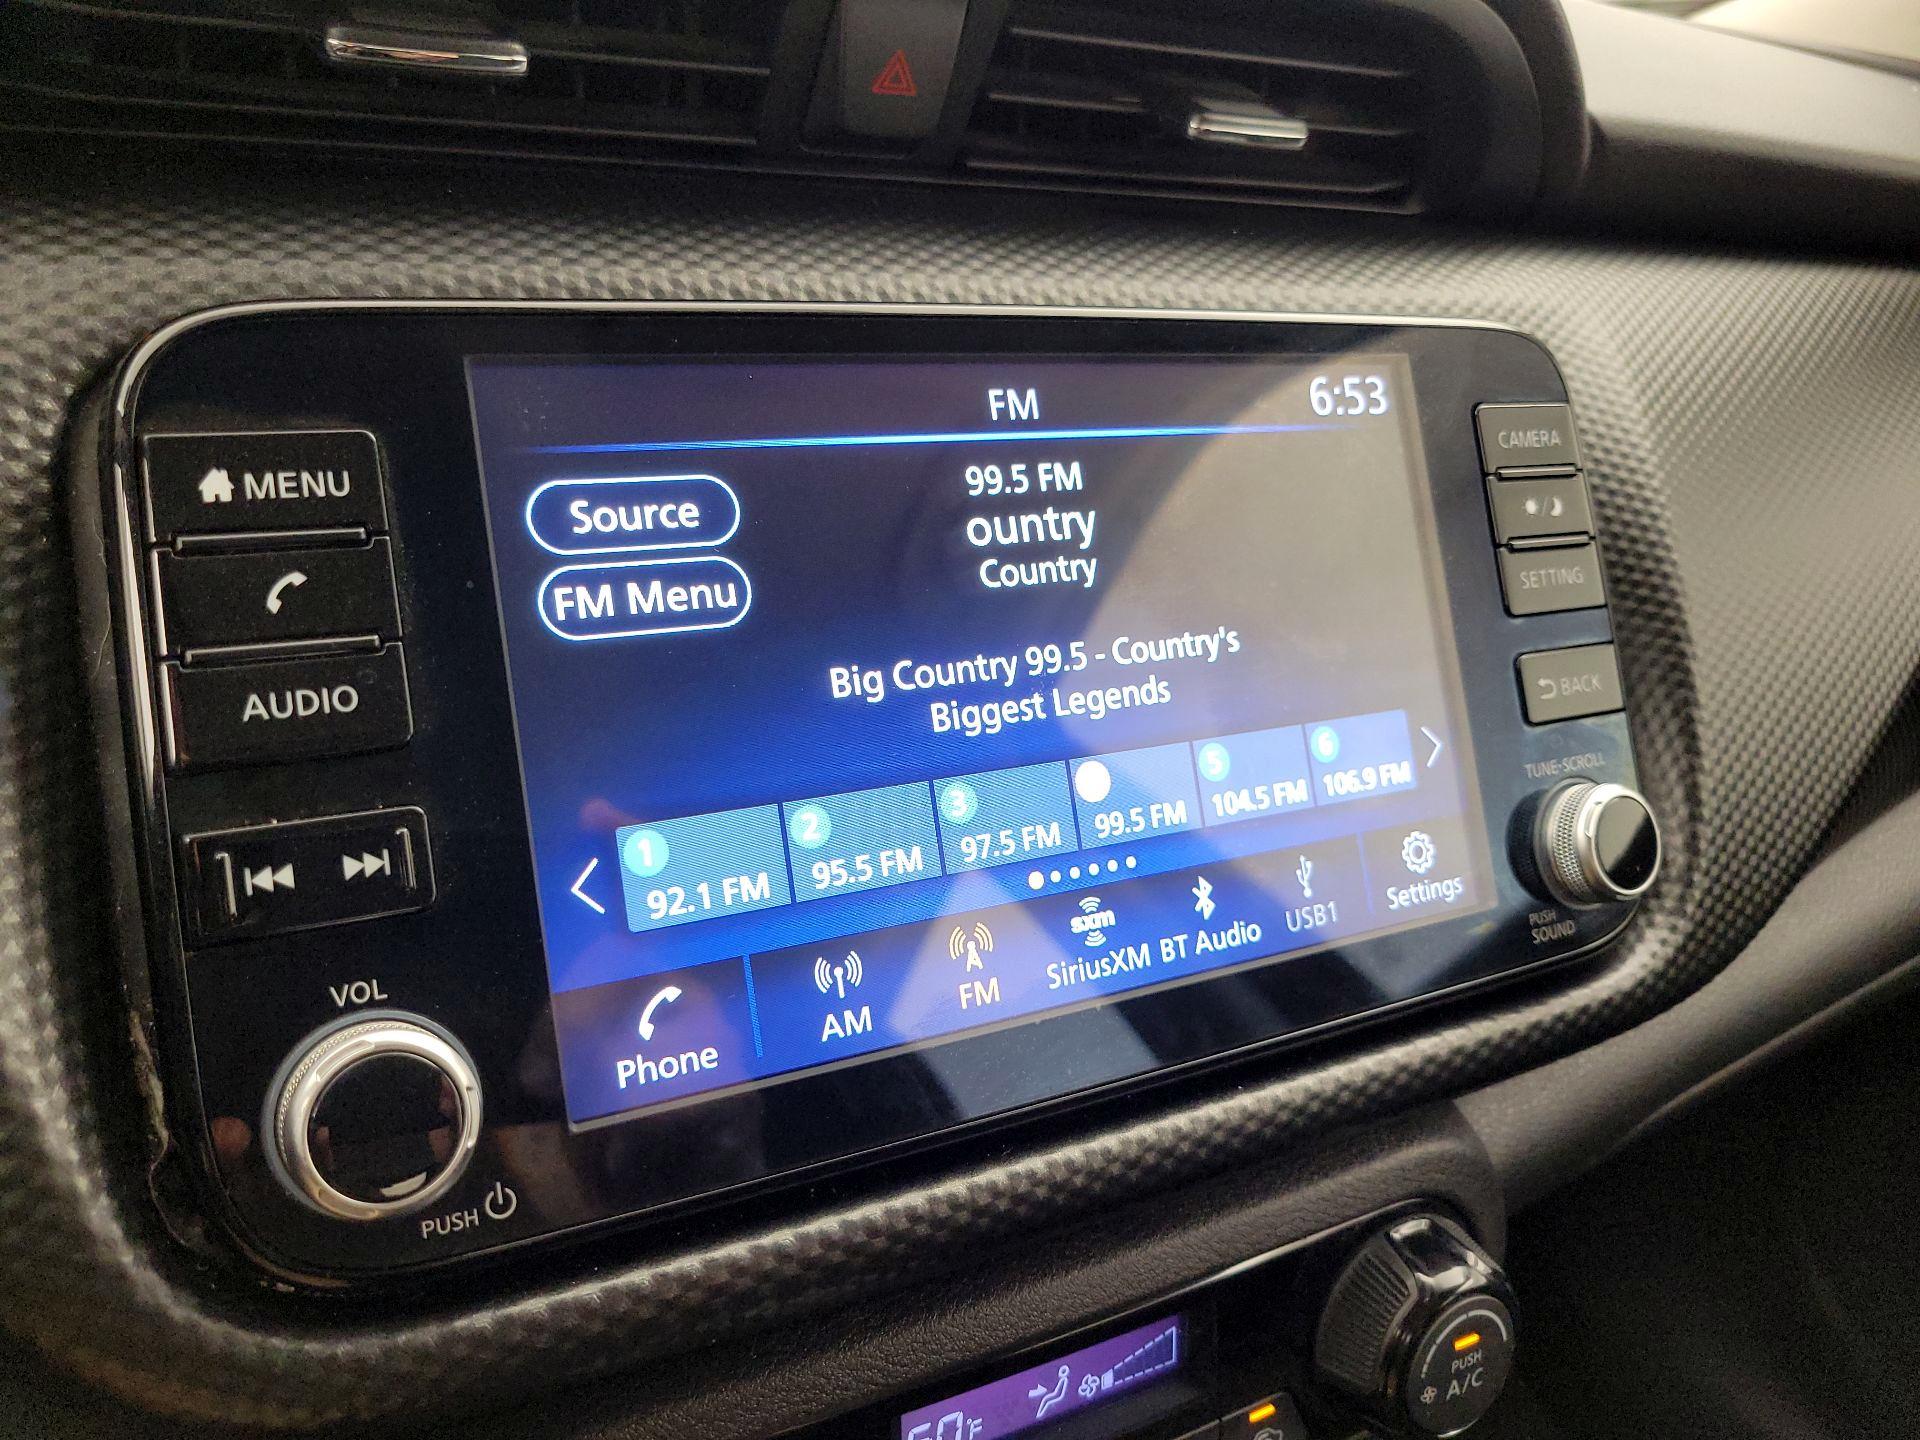 FM
6:53
Source
FM Menu
99.5 FM
ountry
Country
Big Country 99.5 - Country's
Biggest Legends
1
92.1 FM
2
95.5 FM
3
97.5 FM
99.5 FM
5
104.5 FM
6
106.9 FM
Phone
AM
FM
sxm
SiriusXM
BT Audio
USB1
Settings
MENU
AUDIO
VOL
PUSH
CAMERA
SETTING
BACK
TUNE·SCROLL
PUSH
SOUND
PUSH
A/C